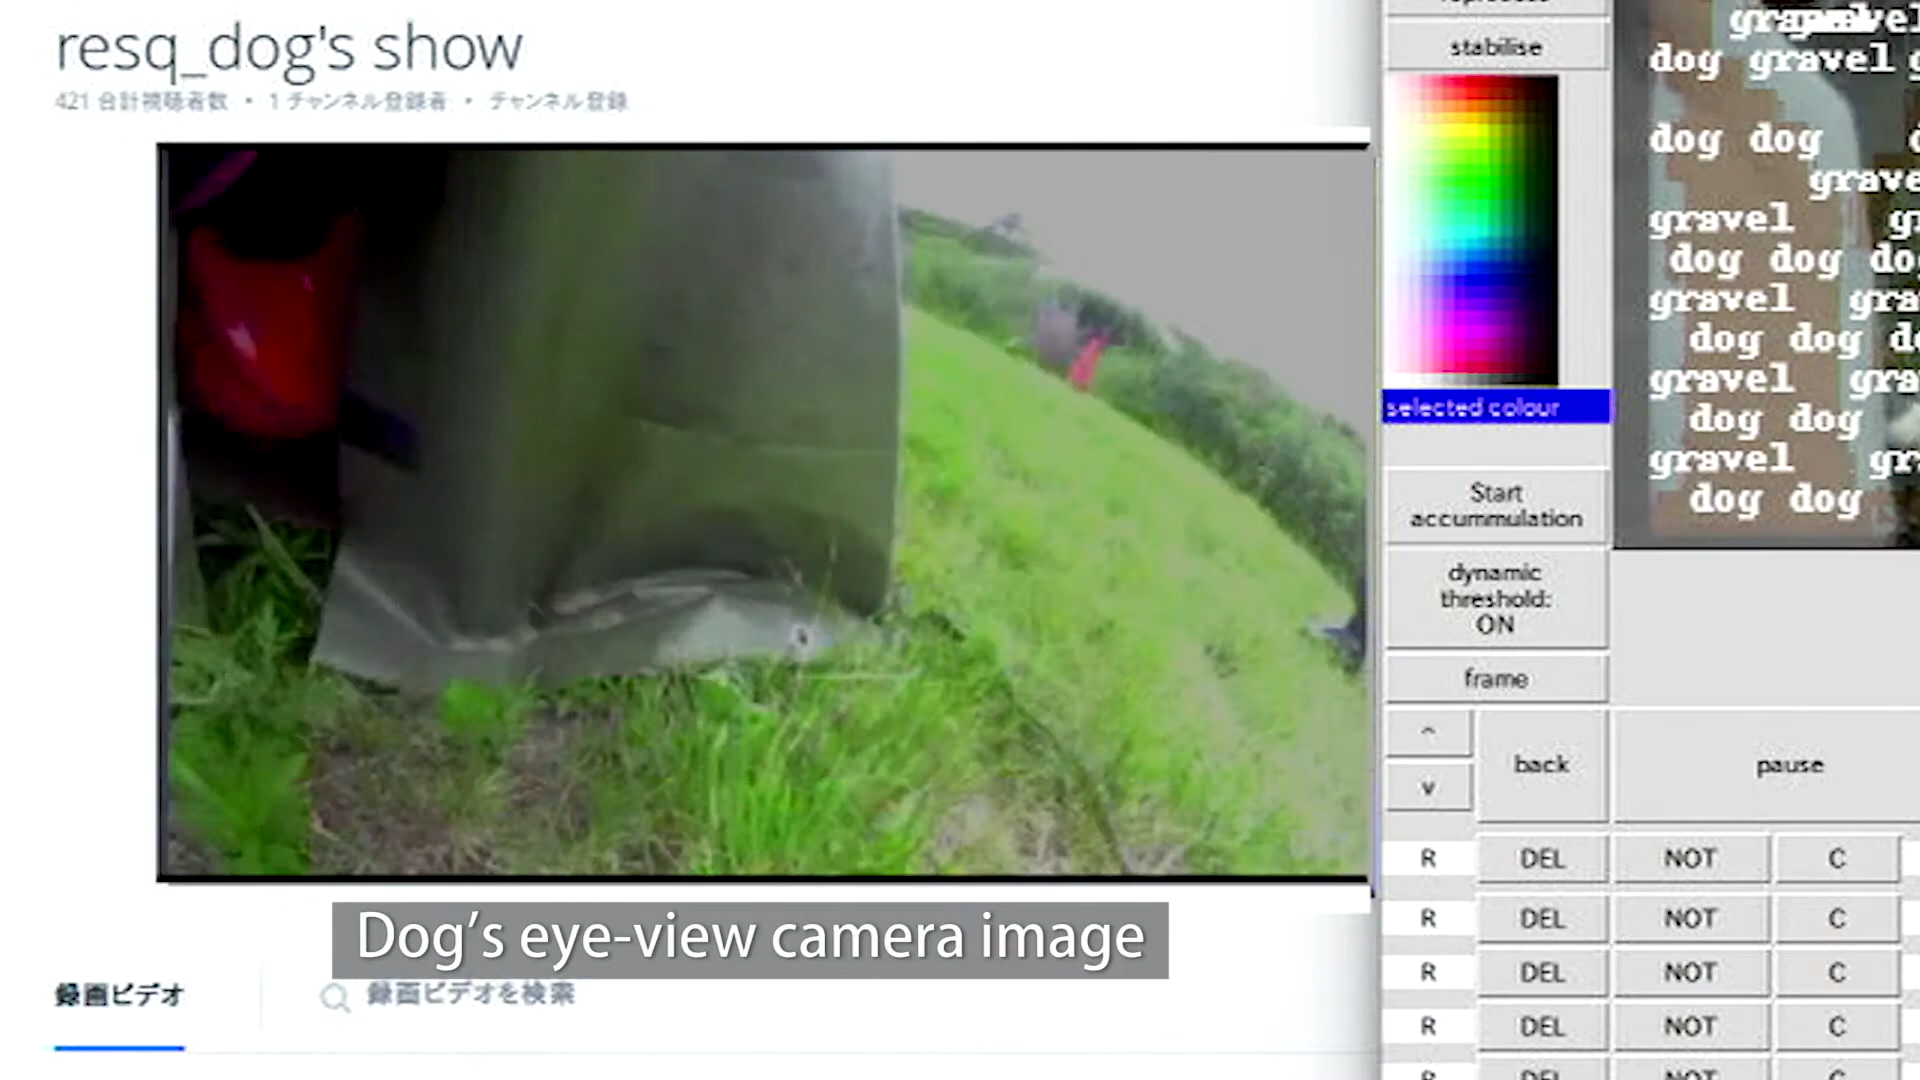 resq_dog's show
421 合計視聴者数 • 1 チャンネル登録者 • チャンネル登録
Dog's eye-view camera image
録画ビデオ
録画ビデオを検索
stabilise
selected colour
Start
accummulation
dynamic
threshold:
ON
frame
^
v
back
pause
R DEL NOT C
R DEL NOT C
R DEL NOT C
R DEL NOT C
dog gravel
dog dog
gravel
dog dog
gravel
dog dog
gravel
dog dog
gravel
dog dog